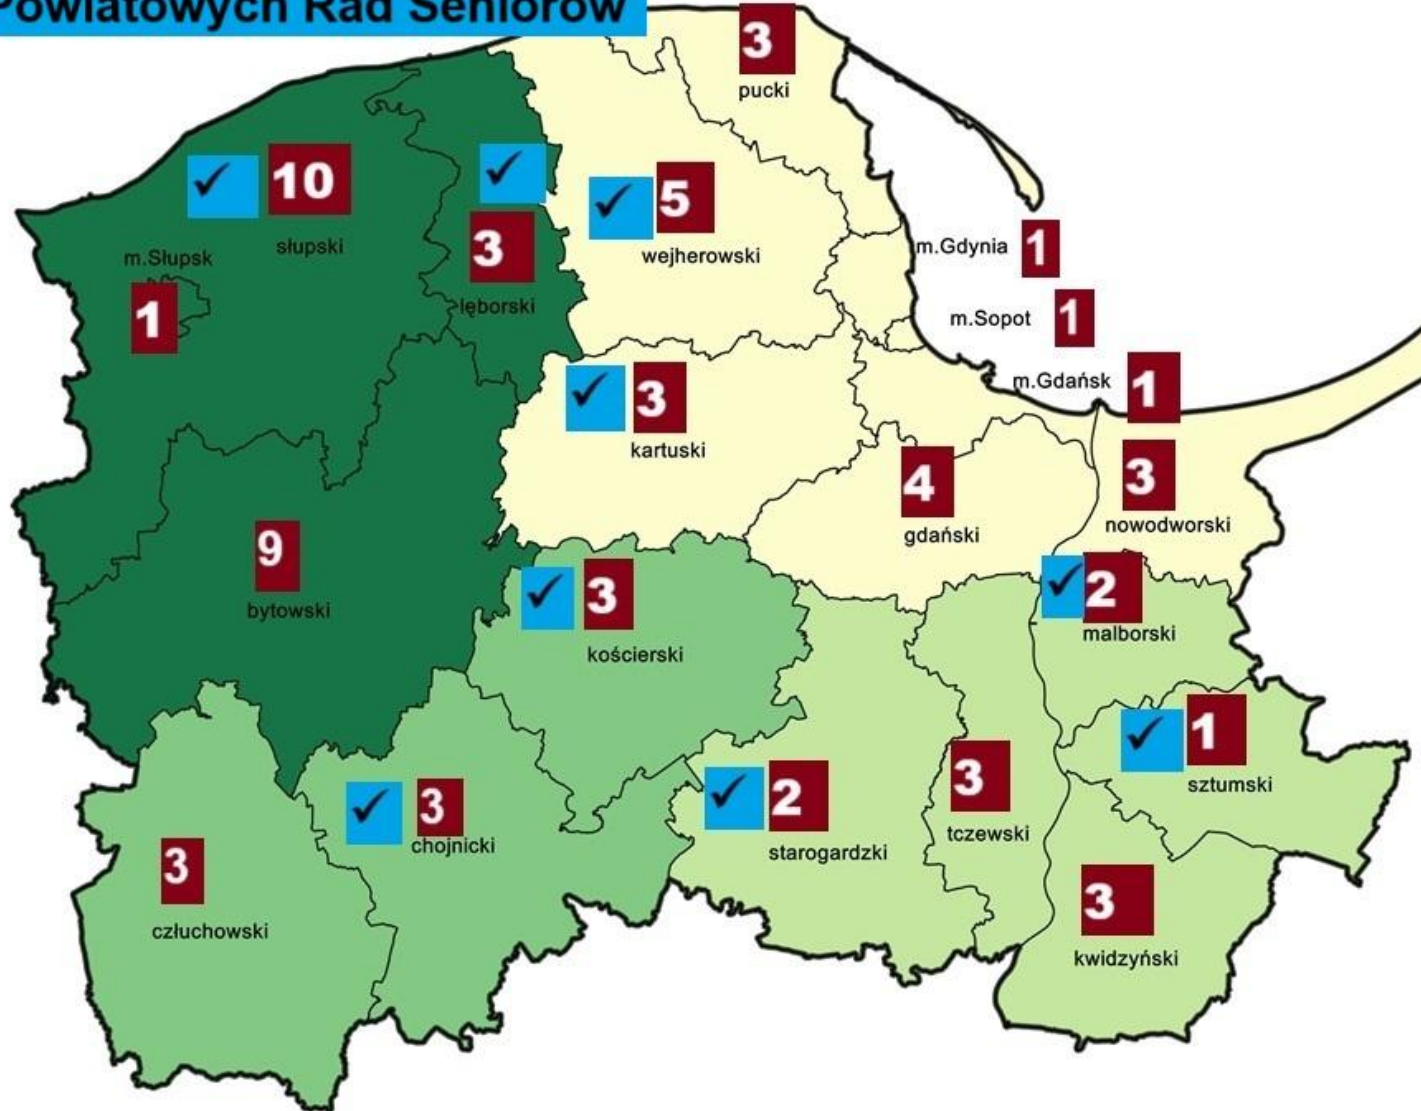 Powiatowych Rad Seniorów
3
pucki
10
słupski
3
lęborski
5
wejherowski
m.Słupsk
1
m.Gdynia 1
m.Sopot 1
m.Gdańsk 1
3
kartuski
4
gdański
3
nowodworski
9
bytowski
3
kościerski
2
malborski
1
sztumski
3
chojnicki
2
starogardzki
3
tczewski
3
człuchowski
3
kwidzyński